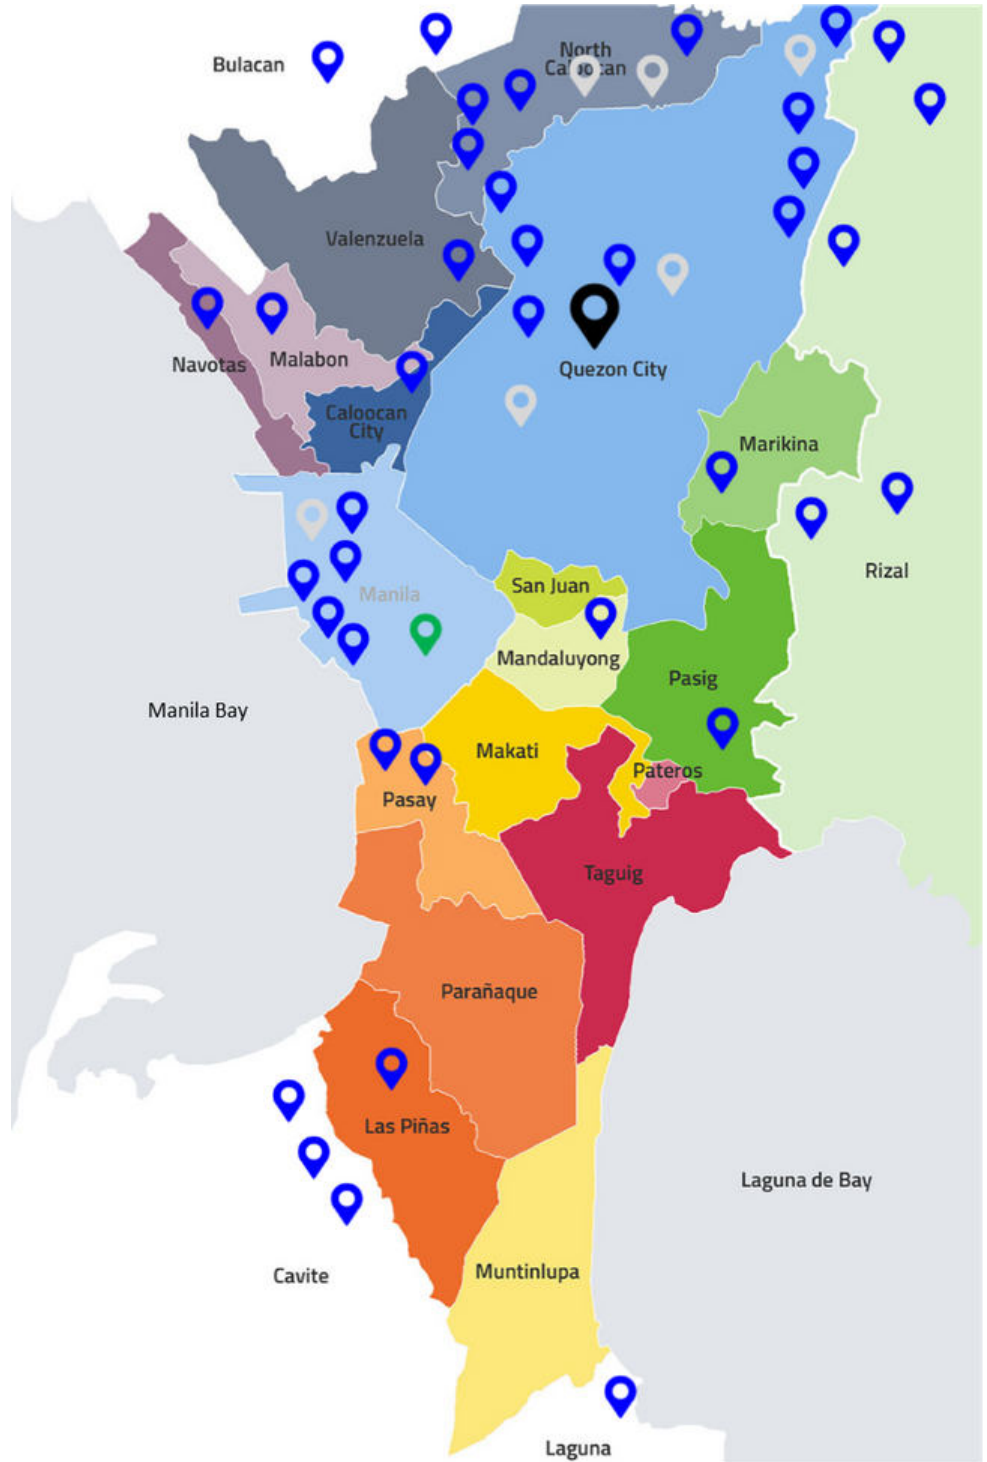 Bulacan
North
Caloocan
Valenzuela
Navotas
Malabon
Caloocan
City
Quezon City
Marikina
Rizal
San Juan
Manila
Mandaluyong
Pasig
Manila Bay
Makati
Pateros
Pasay
Taguig
Parañaque
Las Piñas
Laguna de Bay
Cavite
Muntinlupa
Laguna